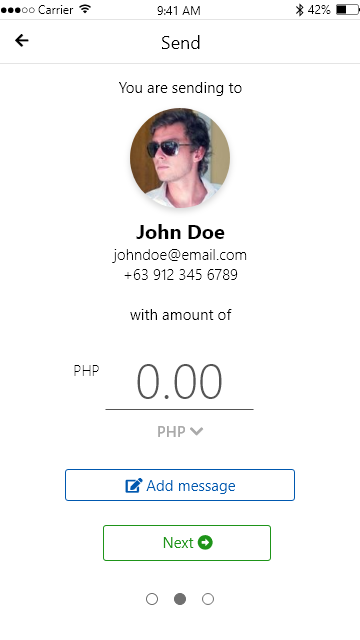 Carrier 9:41 AM 42%
Send
You are sending to
John Doe
johndoe@email.com
+63 912 345 6789
with amount of
PHP 0.00
PHP
Add message
Next